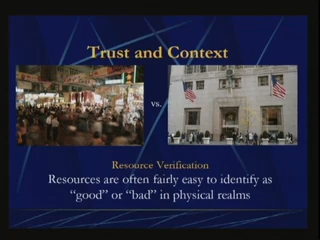 Trust and Context
vs.
Resource Verification
Resources are often fairly easy to identify as
“good” or “bad” in physical realms